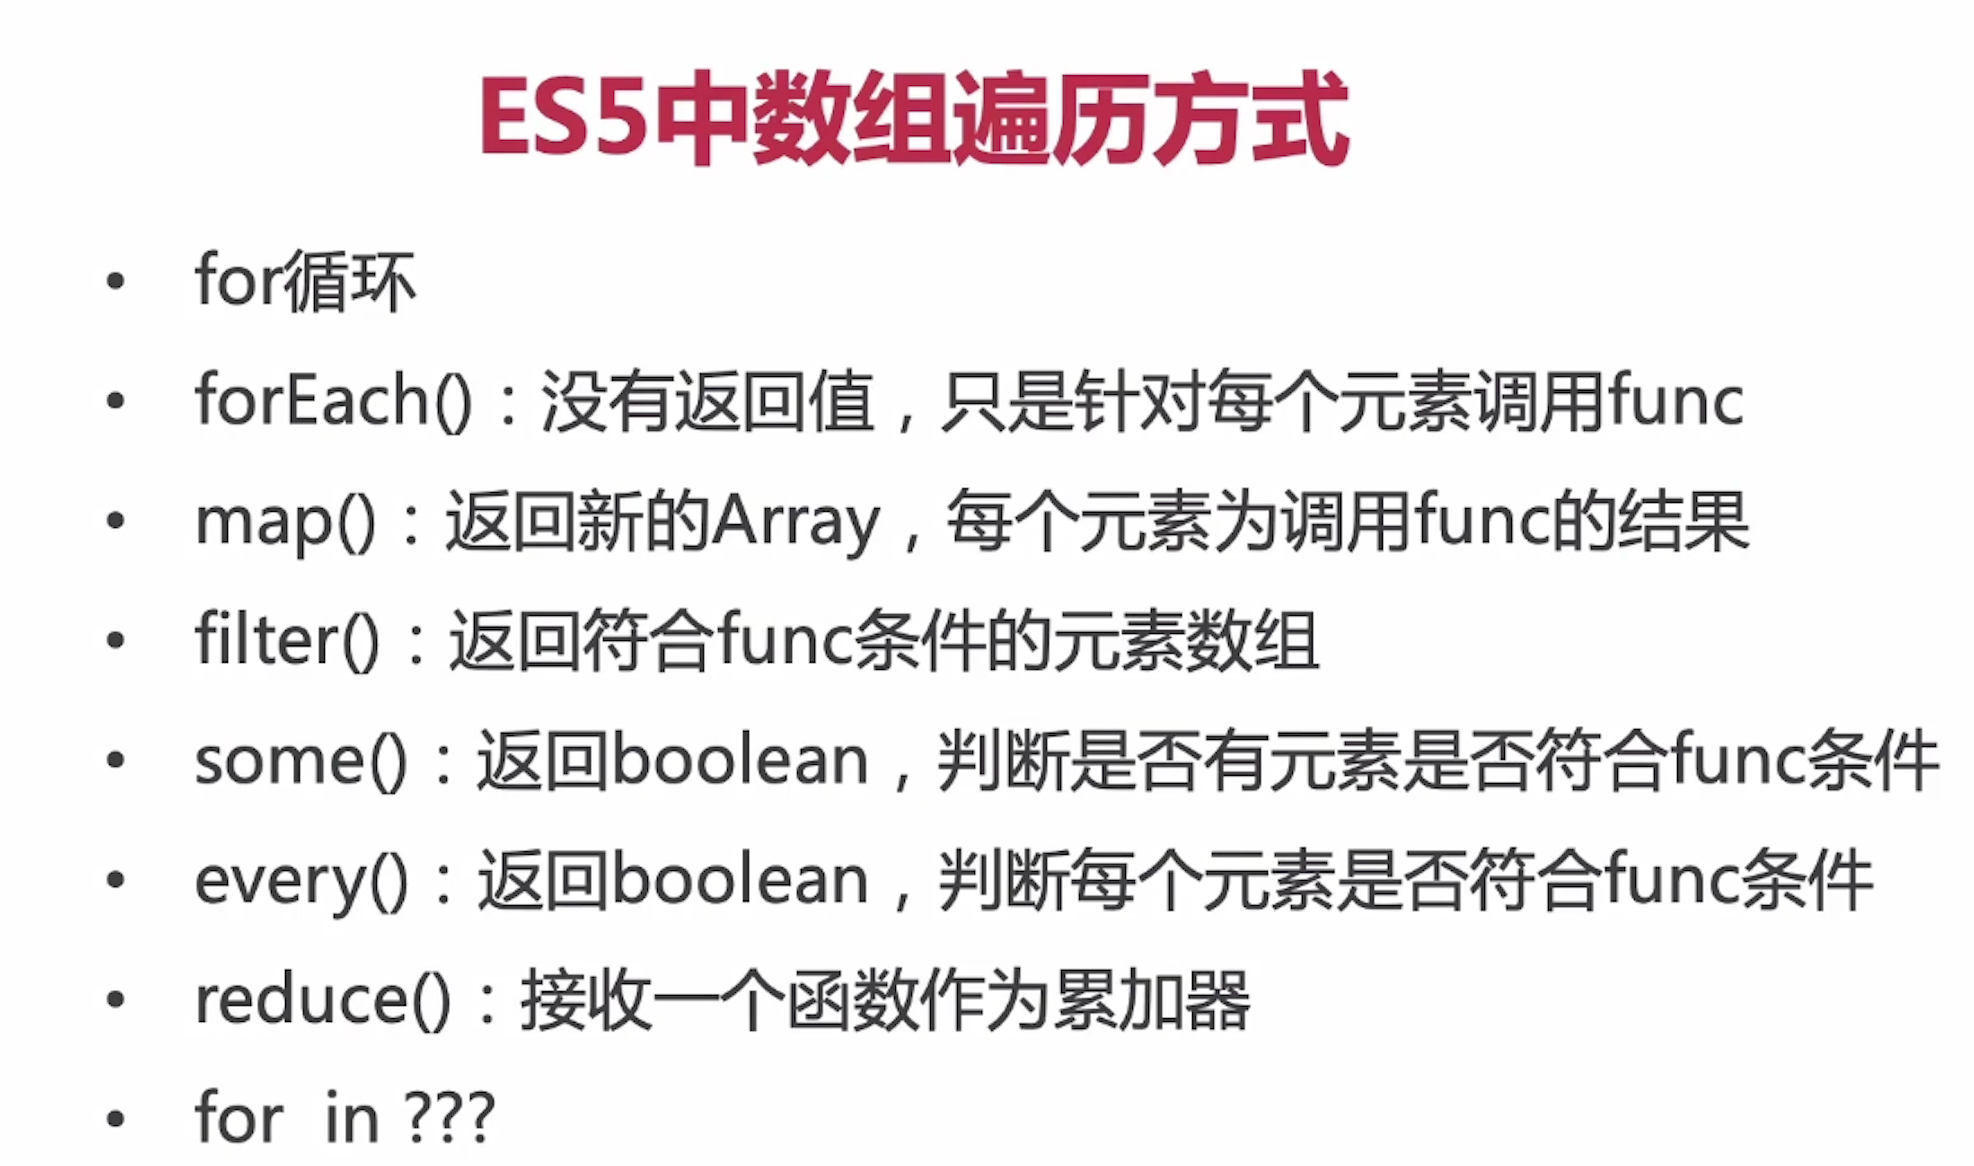 ES5中数组遍历方式
• for循环
• forEach()：没有返回值，只是针对每个元素调用func
• map()：返回新的Array，每个元素为调用func的结果
• filter()：返回符合func条件的元素数组
• some()：返回boolean，判断是否有元素是否符合func条件
• every()：返回boolean，判断每个元素是否符合func条件
• reduce()：接收一个函数作为累加器
• for in ???